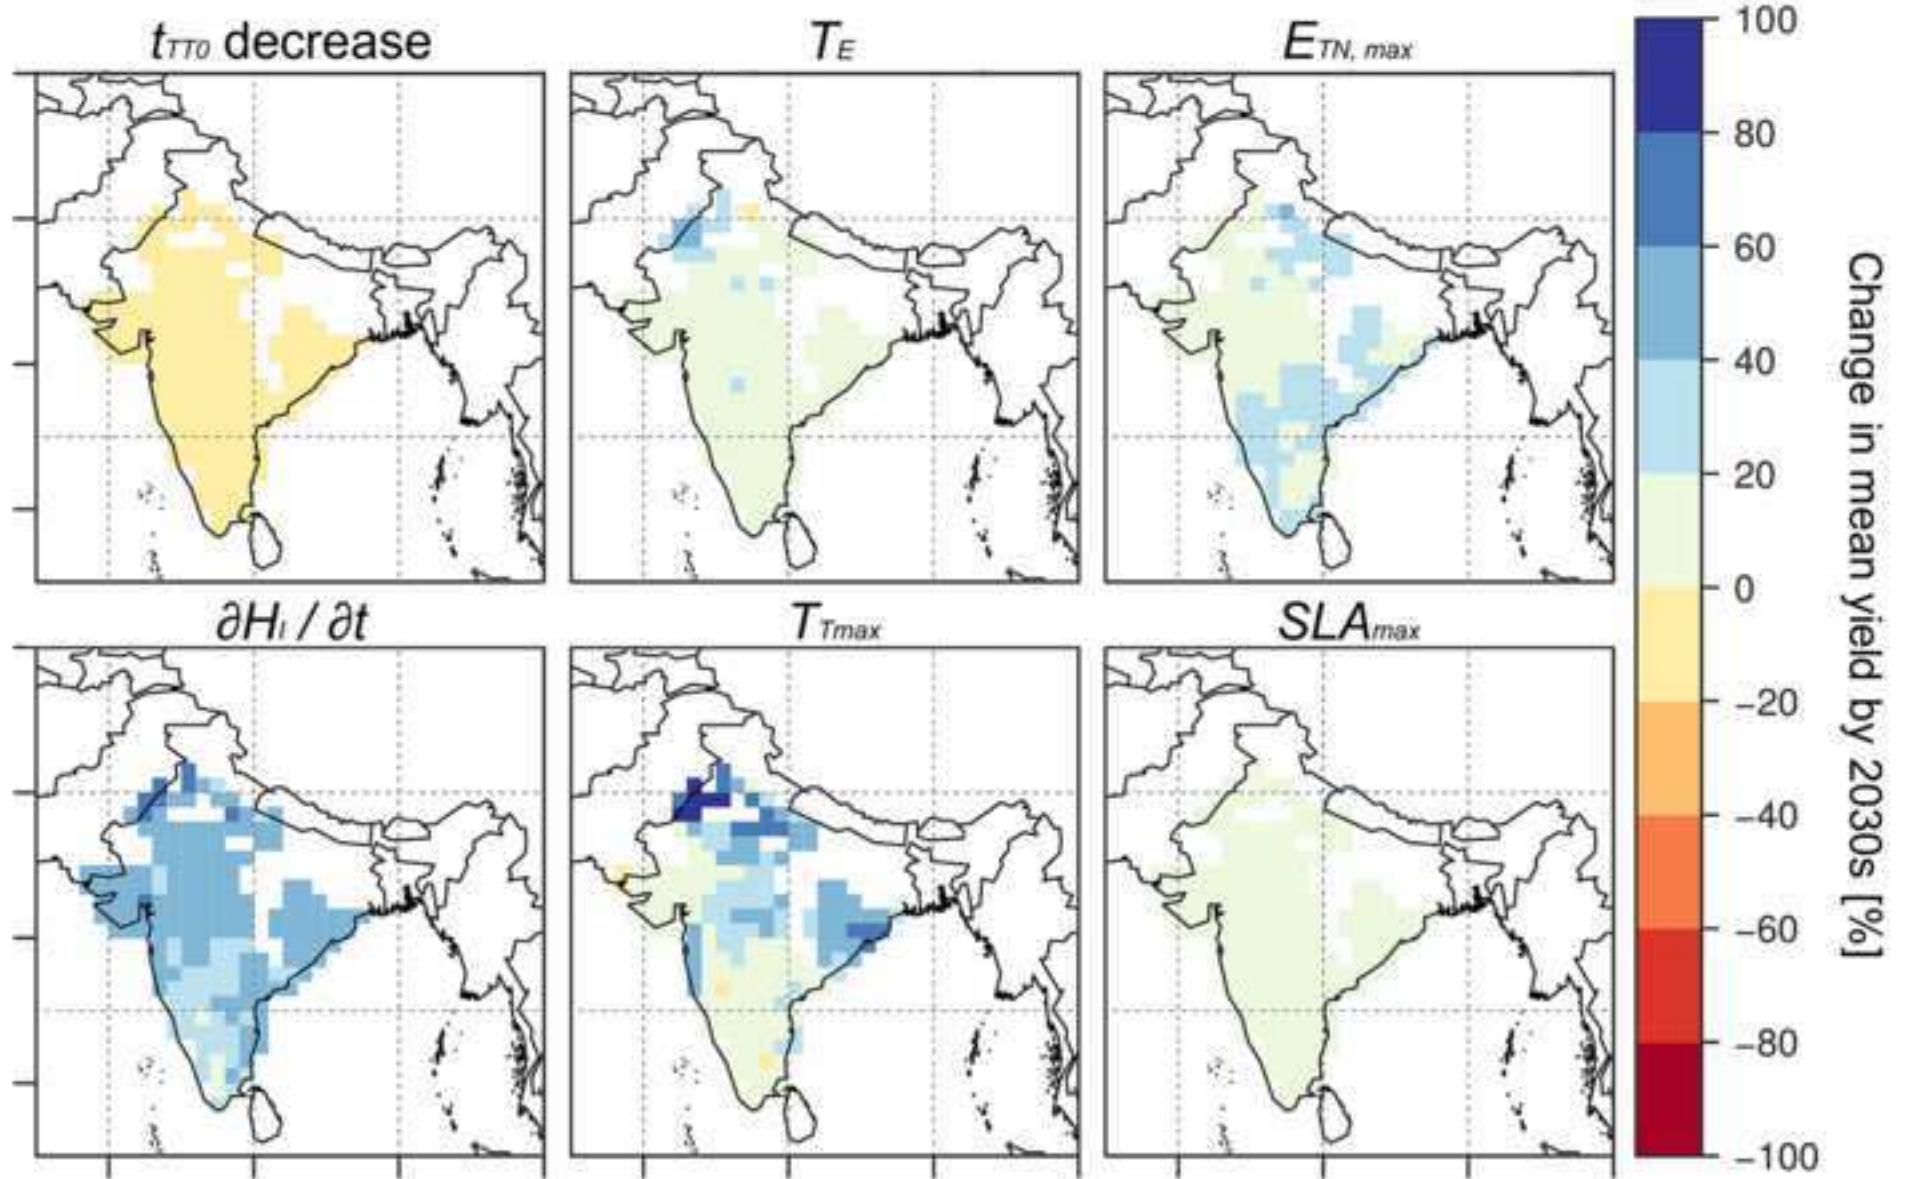 tTT0 decrease
TE
ETN, max
∂HI / ∂t
TTmax
SLAmax
100
80
60
40
20
0
−20
−40
−60
−80
−100
Change in mean yield by 2030s [%]